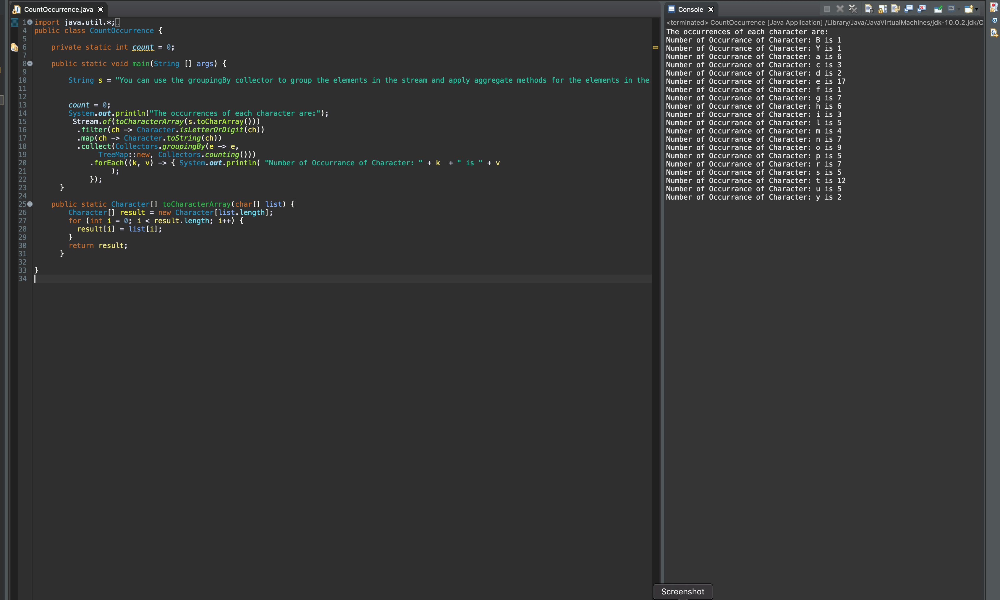 CountOccurrence.java
1 import java.util.*;
4 public class CountOccurrence {
5
6     private static int count = 0;
7
8     public static void main(String [] args) {
9
10         String s = "You can use the groupingBy collector to group the elements in the stream and apply aggregate methods for the elements in the
11
12
13         count = 0;
14         System.out.println("The occurrences of each character are:");
15          Stream.of(toCharacterArray(s.toCharArray()))
16           .filter(ch -> Character.isLetterOrDigit(ch))
17           .map(ch -> Character.toString(ch))
18           .collect(Collectors.groupingBy(e -> e,
19                TreeMap::new, Collectors.counting()))
20              .forEach((k, v) -> { System.out.println( "Number of Occurrance of Character: " + k  + " is " + v
21                   );
22              });
23       }
24
25     public static Character[] toCharacterArray(char[] list) {
26         Character[] result = new Character[list.length];
27         for (int i = 0; i < result.length; i++) {
28           result[i] = list[i];
29         }
30         return result;
31       }
32
33 }
34
Console
<terminated> CountOccurrence [Java Application] /Library/Java/JavaVirtualMachines/jdk-10.0.2.jdk/C
The occurrences of each character are:
Number of Occurrance of Character: B is 1
Number of Occurrance of Character: Y is 1
Number of Occurrance of Character: a is 6
Number of Occurrance of Character: c is 3
Number of Occurrance of Character: d is 2
Number of Occurrance of Character: e is 17
Number of Occurrance of Character: f is 1
Number of Occurrance of Character: g is 7
Number of Occurrance of Character: h is 6
Number of Occurrance of Character: i is 3
Number of Occurrance of Character: l is 5
Number of Occurrance of Character: m is 4
Number of Occurrance of Character: n is 7
Number of Occurrance of Character: o is 9
Number of Occurrance of Character: p is 5
Number of Occurrance of Character: r is 7
Number of Occurrance of Character: s is 5
Number of Occurrance of Character: t is 12
Number of Occurrance of Character: u is 5
Number of Occurrance of Character: y is 2
Screenshot